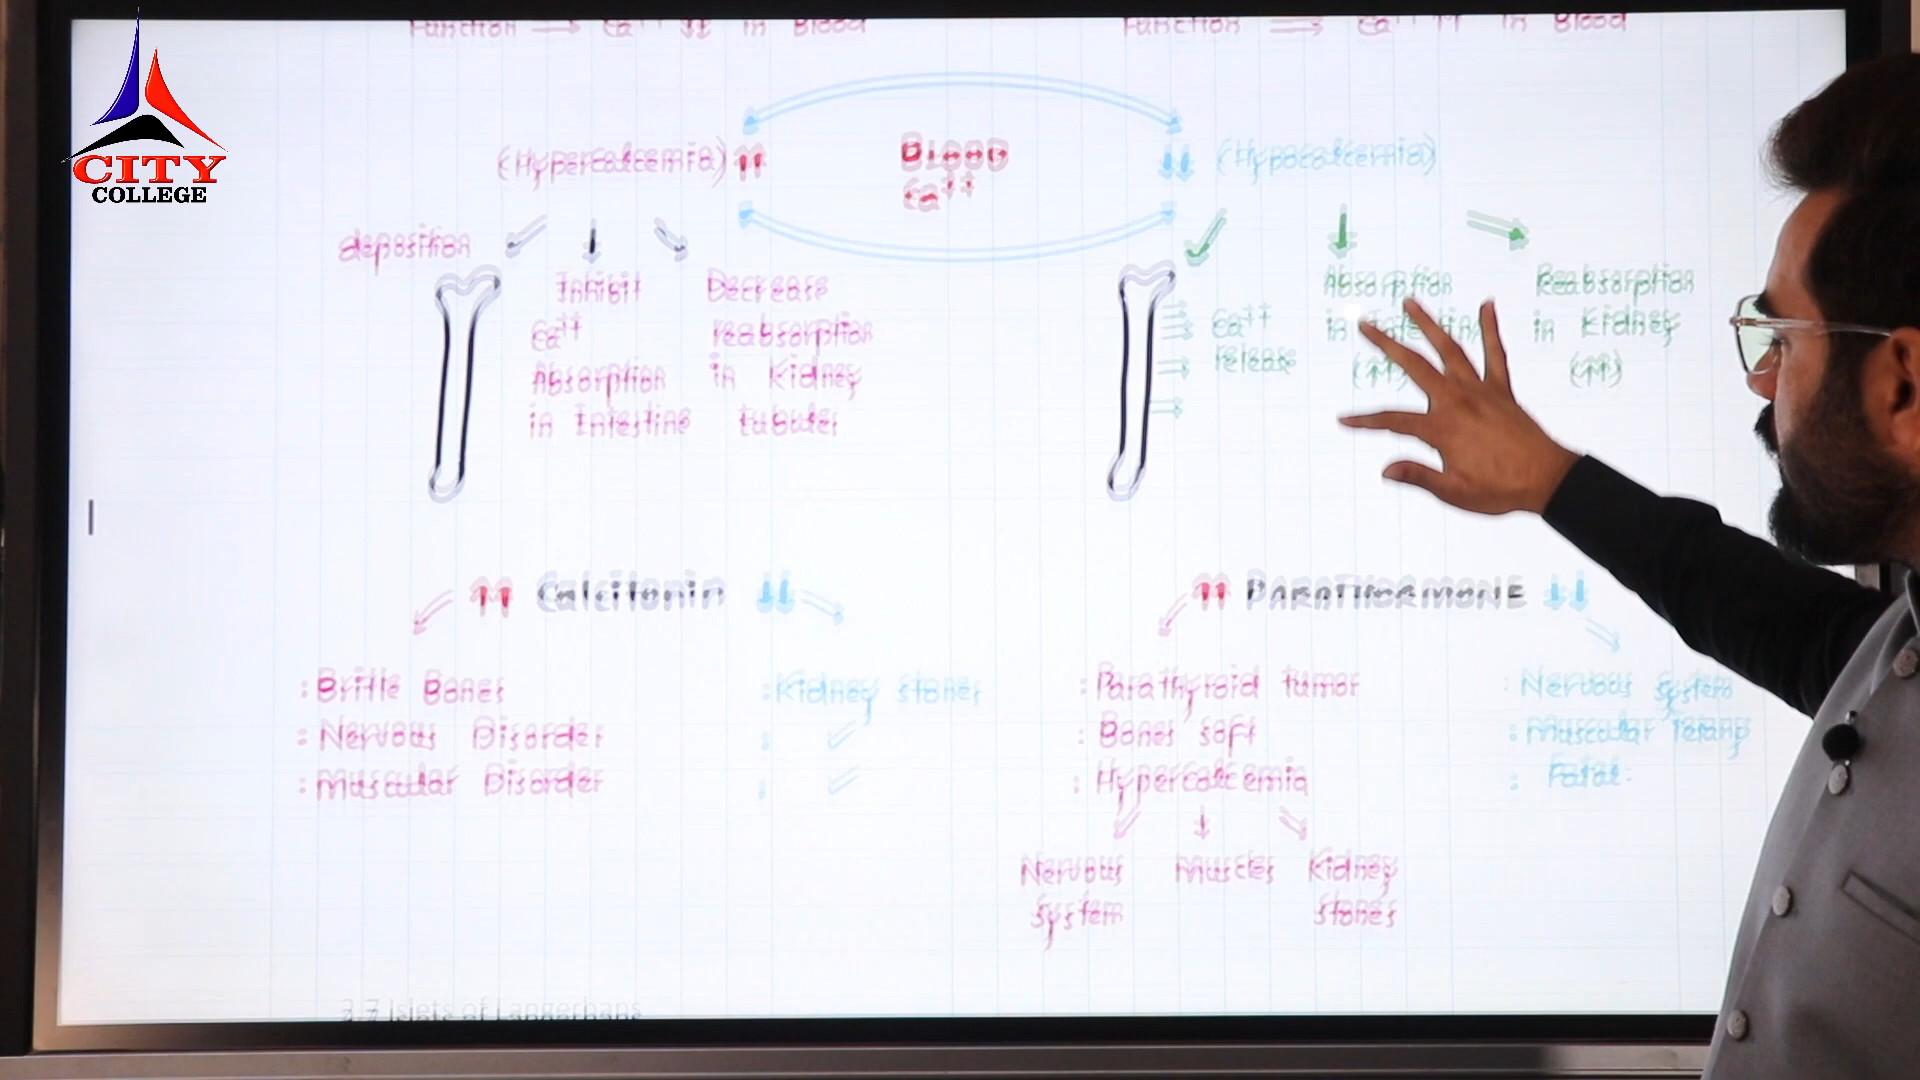 Function → Ca++ ↓↓ in Blood
Function → Ca++ ↑↑ in Blood
CITY
COLLEGE
(Hypercalcemia) ↑↑
Blood
Ca++
↓↓ (Hypocalcemia)
deposition
Inhibit
Ca++
Absorption
in Intestine
Decrease
reabsorption
in Kidney
tubules
Ca++
release
Absorption
in Intestine
(↑↑)
Reabsorption
in Kidney
(↑↑)
↑↑ Calcitonin ↓↓
: Brittle Bones
: Nervous Disorder
: Muscular Disorder
: Kidney stones
: ✓
: ✓
↑↑ PARATHORMONE ↓↓
: Parathyroid tumor
: Bones soft
: Hypercalcemia
Nervous
system
Muscles
Kidney
stones
: Nervous system
: Muscular Tetany
: Fatal.
3.7 Islets of Langerhans